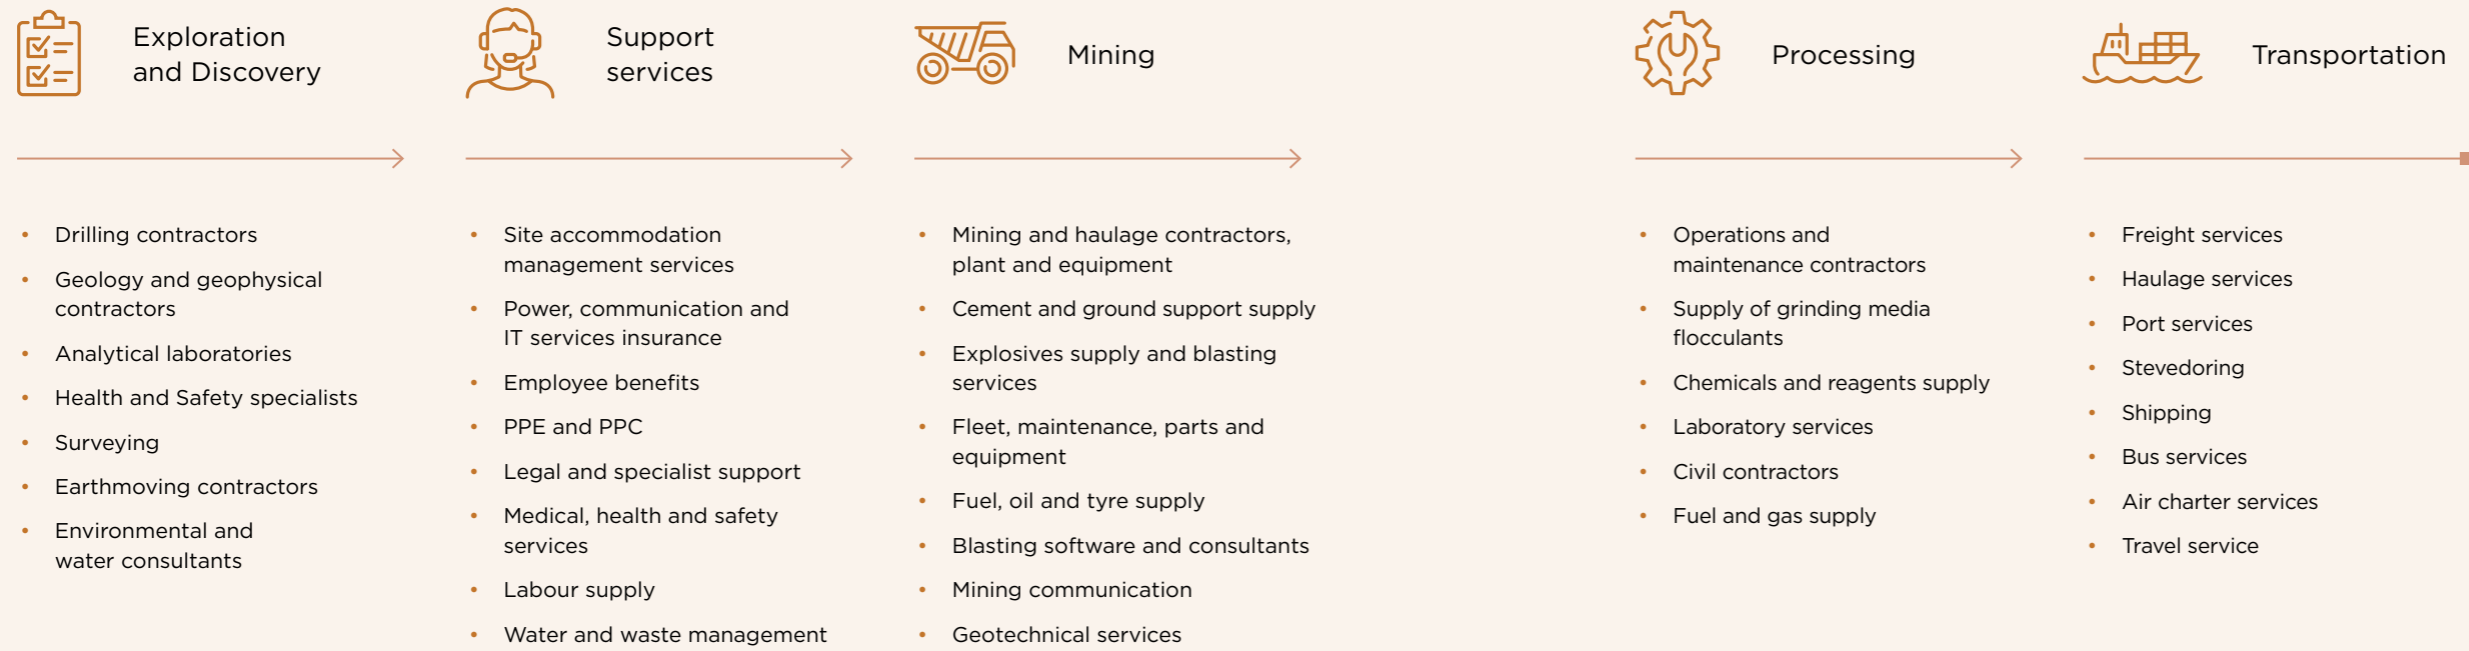 Exploration
and Discovery
Drilling contractors
Geology and geophysical
contractors
Analytical laboratories
Health and Safety specialists
Surveying
Earthmoving contractors
Environmental and
water consultants
Support
services
Site accommodation
management services
Power, communication and
IT services insurance
Employee benefits
PPE and PPC
Legal and specialist support
Medical, health and safety
services
Labour supply
Water and waste management
Mining
Mining and haulage contractors,
plant and equipment
Cement and ground support supply
Explosives supply and blasting
services
Fleet, maintenance, parts and
equipment
Fuel, oil and tyre supply
Blasting software and consultants
Mining communication
Geotechnical services
Processing
Operations and
maintenance contractors
Supply of grinding media
flocculants
Chemicals and reagents supply
Laboratory services
Civil contractors
Fuel and gas supply
Transportation
Freight services
Haulage services
Port services
Stevedoring
Shipping
Bus services
Air charter services
Travel service